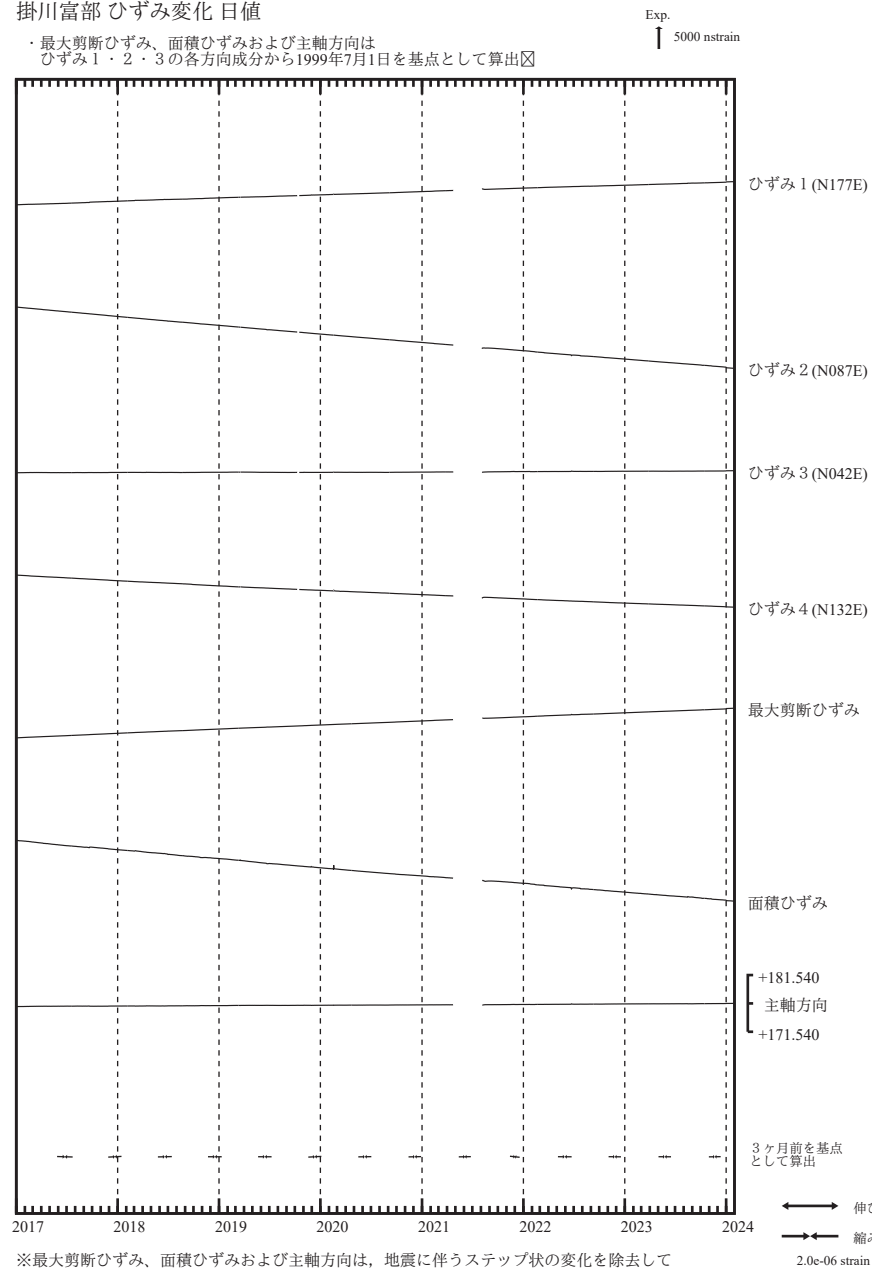 掛川富部 ひずみ変化 日値
・最大剪断ひずみ、面積ひずみおよび主軸方向は
ひずみ１・２・３の各方向成分から1999年7月1日を基点として算出
Exp.
5000 nstrain
ひずみ１(N177E)
ひずみ２(N087E)
ひずみ３(N042E)
ひずみ４(N132E)
最大剪断ひずみ
面積ひずみ
+181.540
主軸方向
+171.540
３ヶ月前を基点
として算出
2017 2018 2019 2020 2021 2022 2023 2024
伸び
縮み
2.0e-06 strain
※最大剪断ひずみ、面積ひずみおよび主軸方向は，地震に伴うステップ状の変化を除去して